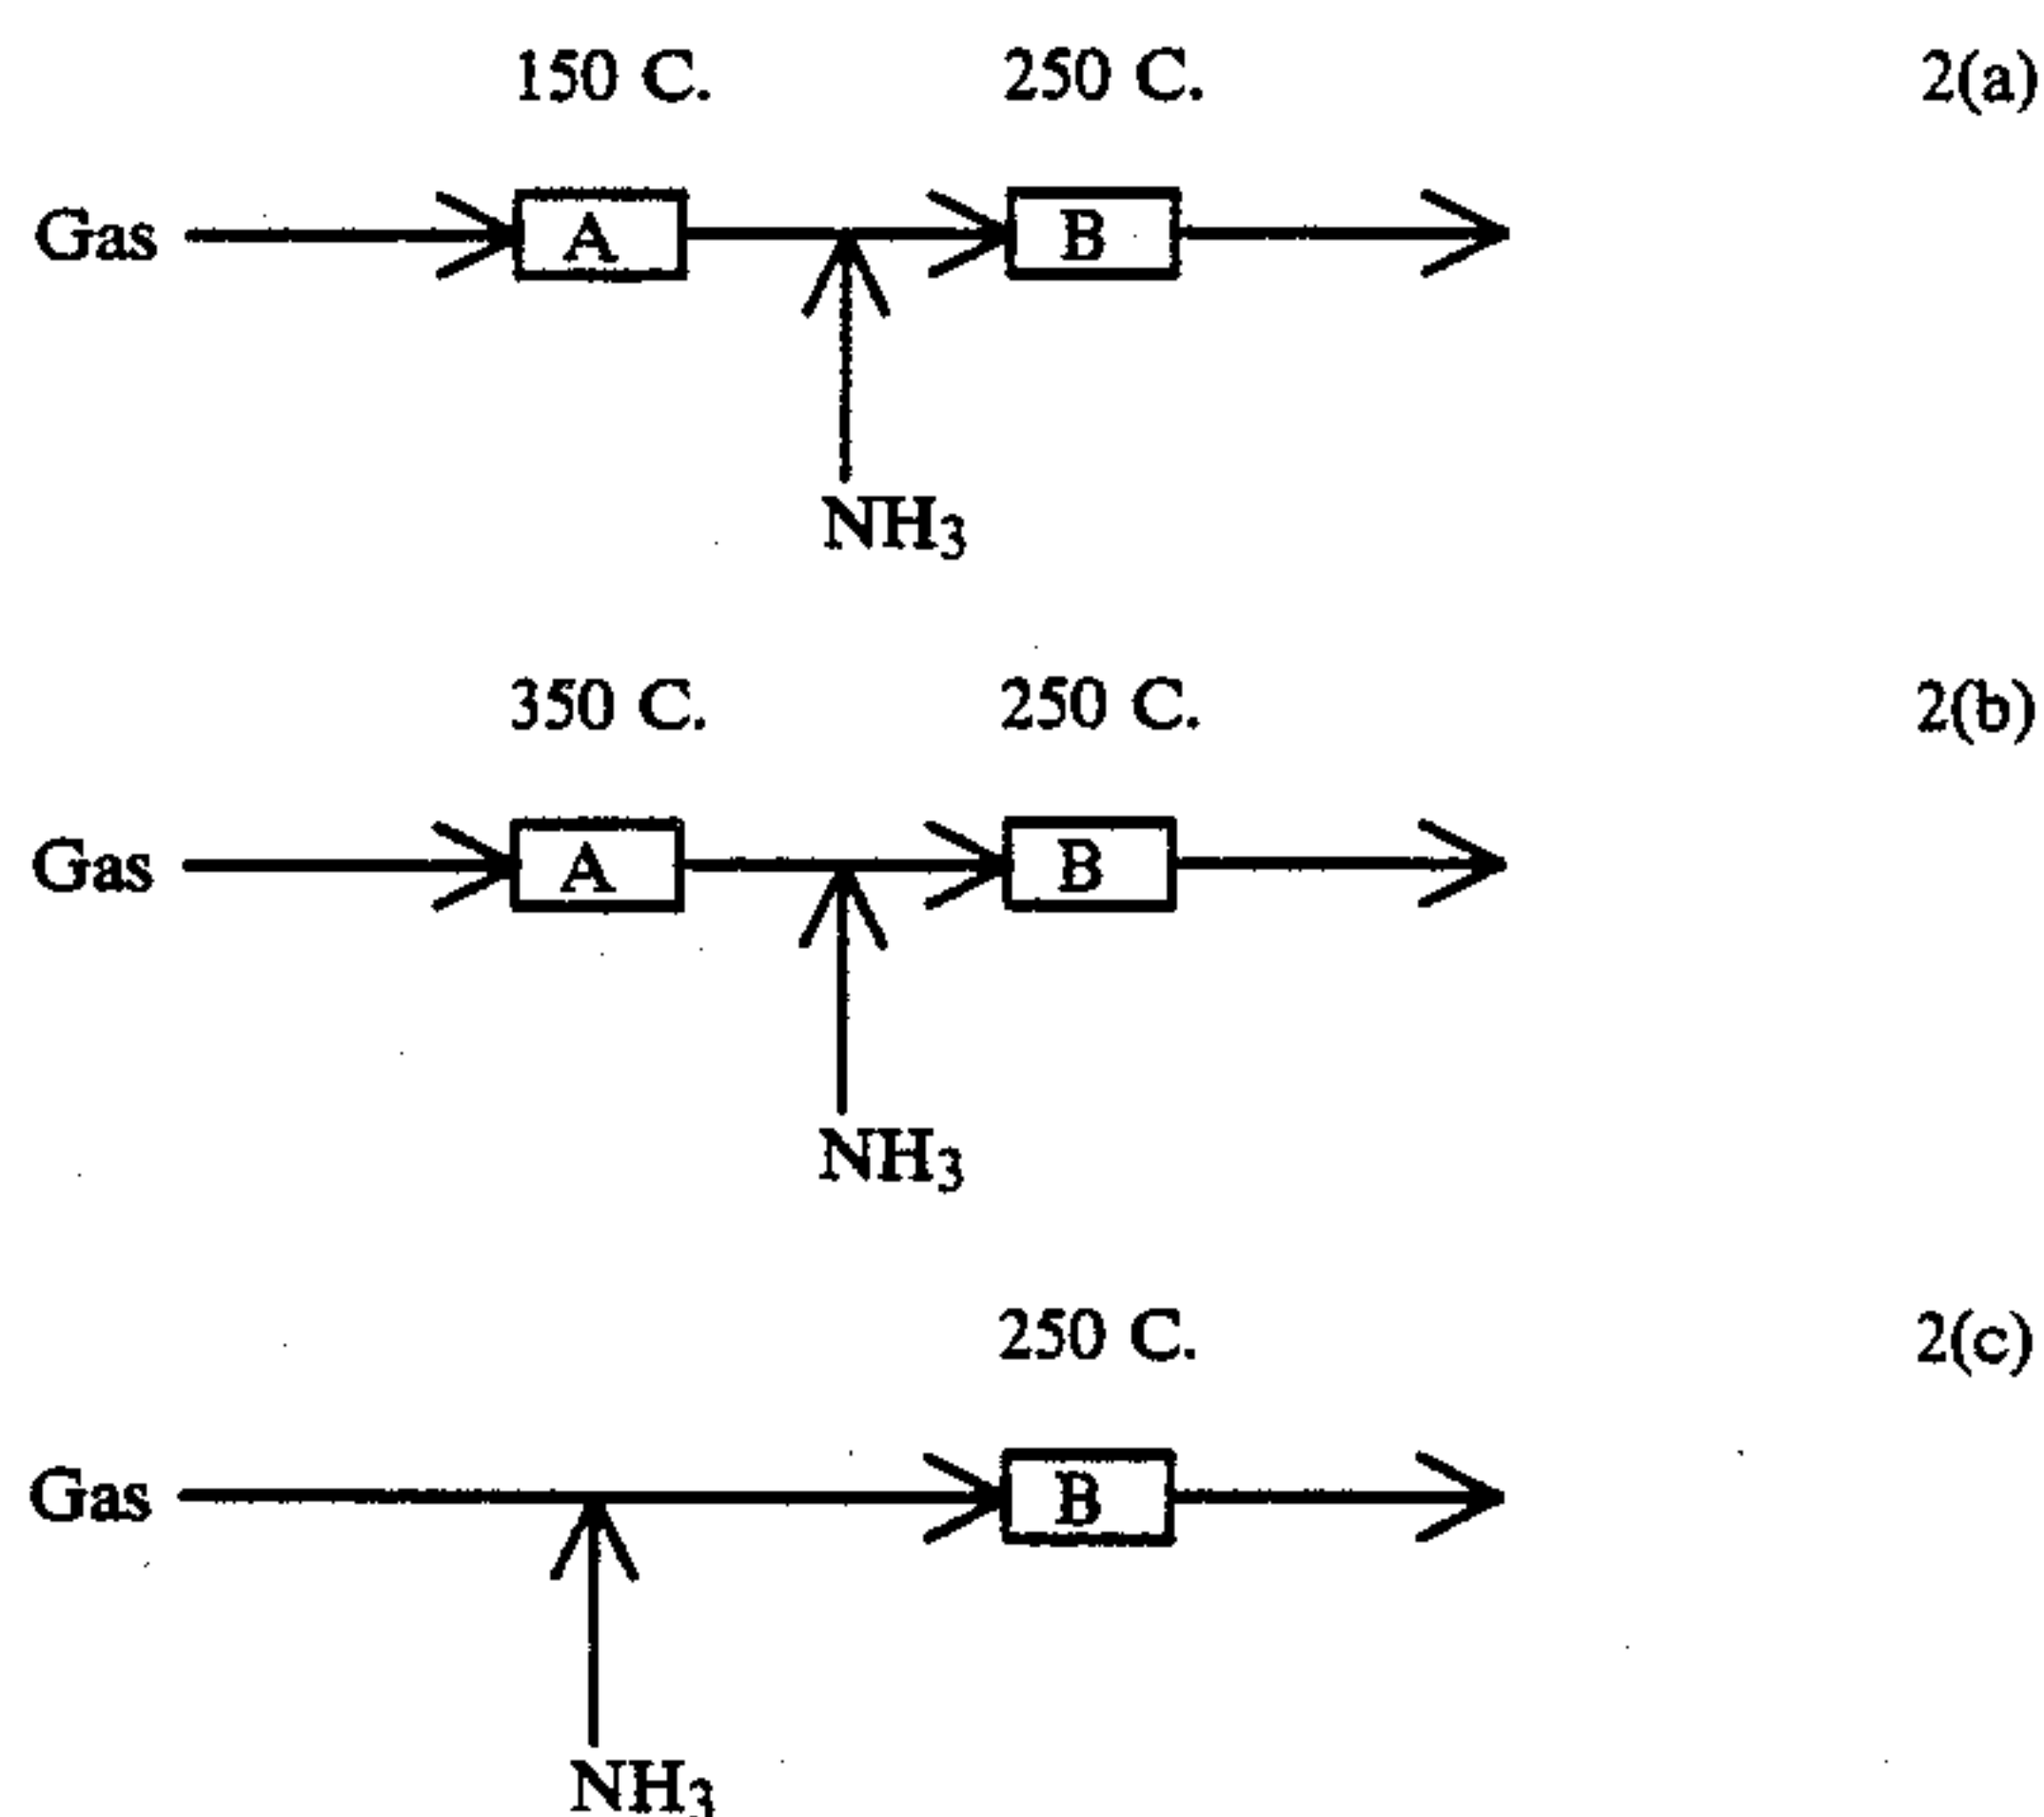 150 C. 250 C. 2(a)
Gas A B
NH3
350 C. 250 C. 2(b)
Gas A B
NH3
250 C. 2(c)
Gas B
NH3